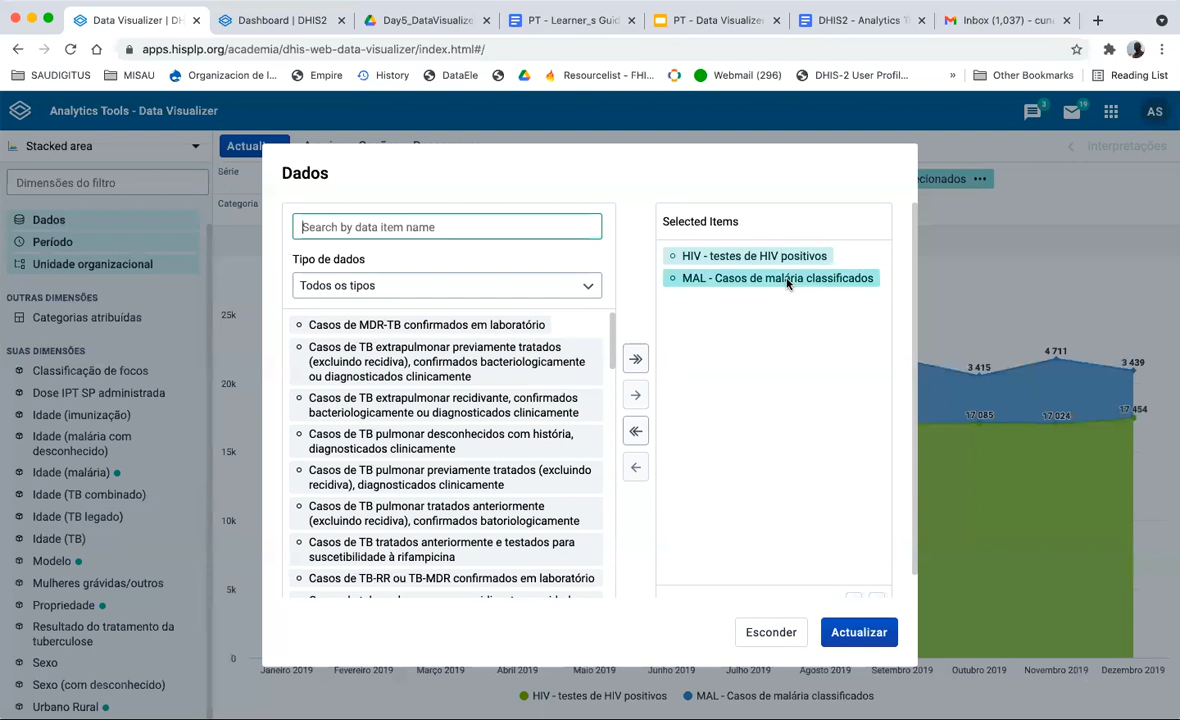 Data Visualizer | DH
Dashboard | DHIS2
Day5_DataVisualize
PT - Learner_s Guid
PT - Data Visualize
DHIS2 - Analytics T
Inbox (1,037) - cun
apps.hisplp.org/academia/dhis-web-data-visualizer/index.html#/
SAUDIGITUS
MISAU
Organizacion de I...
Empire
History
DataEle
Resourcelist - FHI...
Webmail (296)
DHIS-2 User Profil...
»
Other Bookmarks
Reading List
Analytics Tools - Data Visualizer
3
19
AS
Stacked area
Interpretações
Série
ecionados
Dimensões do filtro
Categoria
Dados
Período
Unidade organizacional
OUTRAS DIMENSÕES
Categorias atribuídas
SUAS DIMENSÕES
Classificação de focos
Dose IPT SP administrada
Idade (imunização)
Idade (malária com
desconhecido)
Idade (malária)
Idade (TB combinado)
Idade (TB legado)
Idade (TB)
Modelo
Mulheres grávidas/outros
Propriedade
Resultado do tratamento da
tuberculose
Sexo
Sexo (com desconhecido)
Urbano Rural
Dados
Search by data item name
Tipo de dados
Todos os tipos
Casos de MDR-TB confirmados em laboratório
Casos de TB extrapulmonar previamente tratados
(excluindo recidiva), confirmados bacteriologicamente
ou diagnosticados clinicamente
Casos de TB extrapulmonar recidivante, confirmados
bacteriologicamente ou diagnosticados clinicamente
Casos de TB pulmonar desconhecidos com história,
diagnosticados clinicamente
Casos de TB pulmonar previamente tratados (excluindo
recidiva), diagnosticados clinicamente
Casos de TB pulmonar tratados anteriormente
(excluindo recidiva), confirmados batoriologicamente
Casos de TB tratados anteriormente e testados para
suscetibilidade à rifampicina
Casos de TB-RR ou TB-MDR confirmados em laboratório
Selected Items
HIV - testes de HIV positivos
MAL - Casos de malária classificados
Esconder
Actualizar
25k
20k
15k
10k
5k
0
3 415
4 711
3 439
17 085
17 024
17 454
Janeiro 2019
Fevereiro 2019
Março 2019
Abril 2019
Maio 2019
Junho 2019
Julho 2019
Agosto 2019
Setembro 2019
Outubro 2019
Novembro 2019
Dezembro 2019
HIV - testes de HIV positivos
MAL - Casos de malária classificados